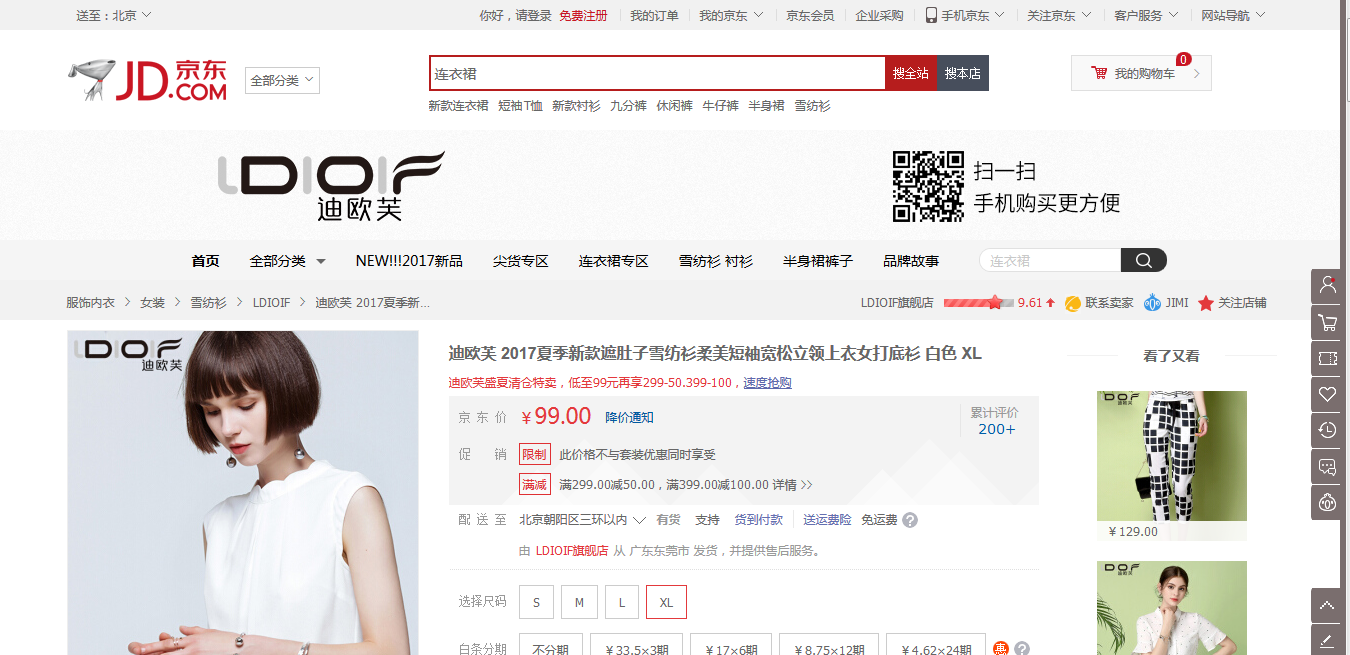 送至：北京
你好，请登录 免费注册 我的订单 我的京东 京东会员 企业采购 手机京东 关注京东 客户服务 网站导航
JD.COM 京东
全部分类
连衣裙 搜全站 搜本店
我的购物车 0
新款连衣裙 短袖T恤 新款衬衫 九分裤 休闲裤 牛仔裤 半身裙 雪纺衫
LDIOIF
迪欧芙
扫一扫
手机购买更方便
首页 全部分类 NEW!!!2017新品 尖货专区 连衣裙专区 雪纺衫 衬衫 半身裙裤子 品牌故事 连衣裙
服饰内衣 > 女装 > 雪纺衫 > LDIOIF > 迪欧芙 2017夏季新...
LDIOIF旗舰店 9.61 联系卖家 JIMI 关注店铺
LDIOIF
迪欧芙
迪欧芙 2017夏季新款遮肚子雪纺衫柔美短袖宽松立领上衣女打底衫 白色 XL
迪欧芙盛夏清仓特卖，低至99元再享299-50.399-100，速度抢购
京东价 ￥99.00 降价通知
累计评价
200+
促销 限制 此价格不与套装优惠同时享受
满减 满299.00减50.00，满399.00减100.00 详情 >>
配送至 北京朝阳区三环以内 有货 支持 货到付款 送运费险 免运费 ?
由 LDIOIF旗舰店 从 广东东莞市 发货，并提供售后服务。
选择尺码 S M L XL
白条分期 不分期 ￥33.5×3期 ￥17×6期 ￥8.75×12期 ￥4.62×24期 惠 ?
看了又看
DIOF
迪欧芙
￥129.00
DIOF
迪欧芙